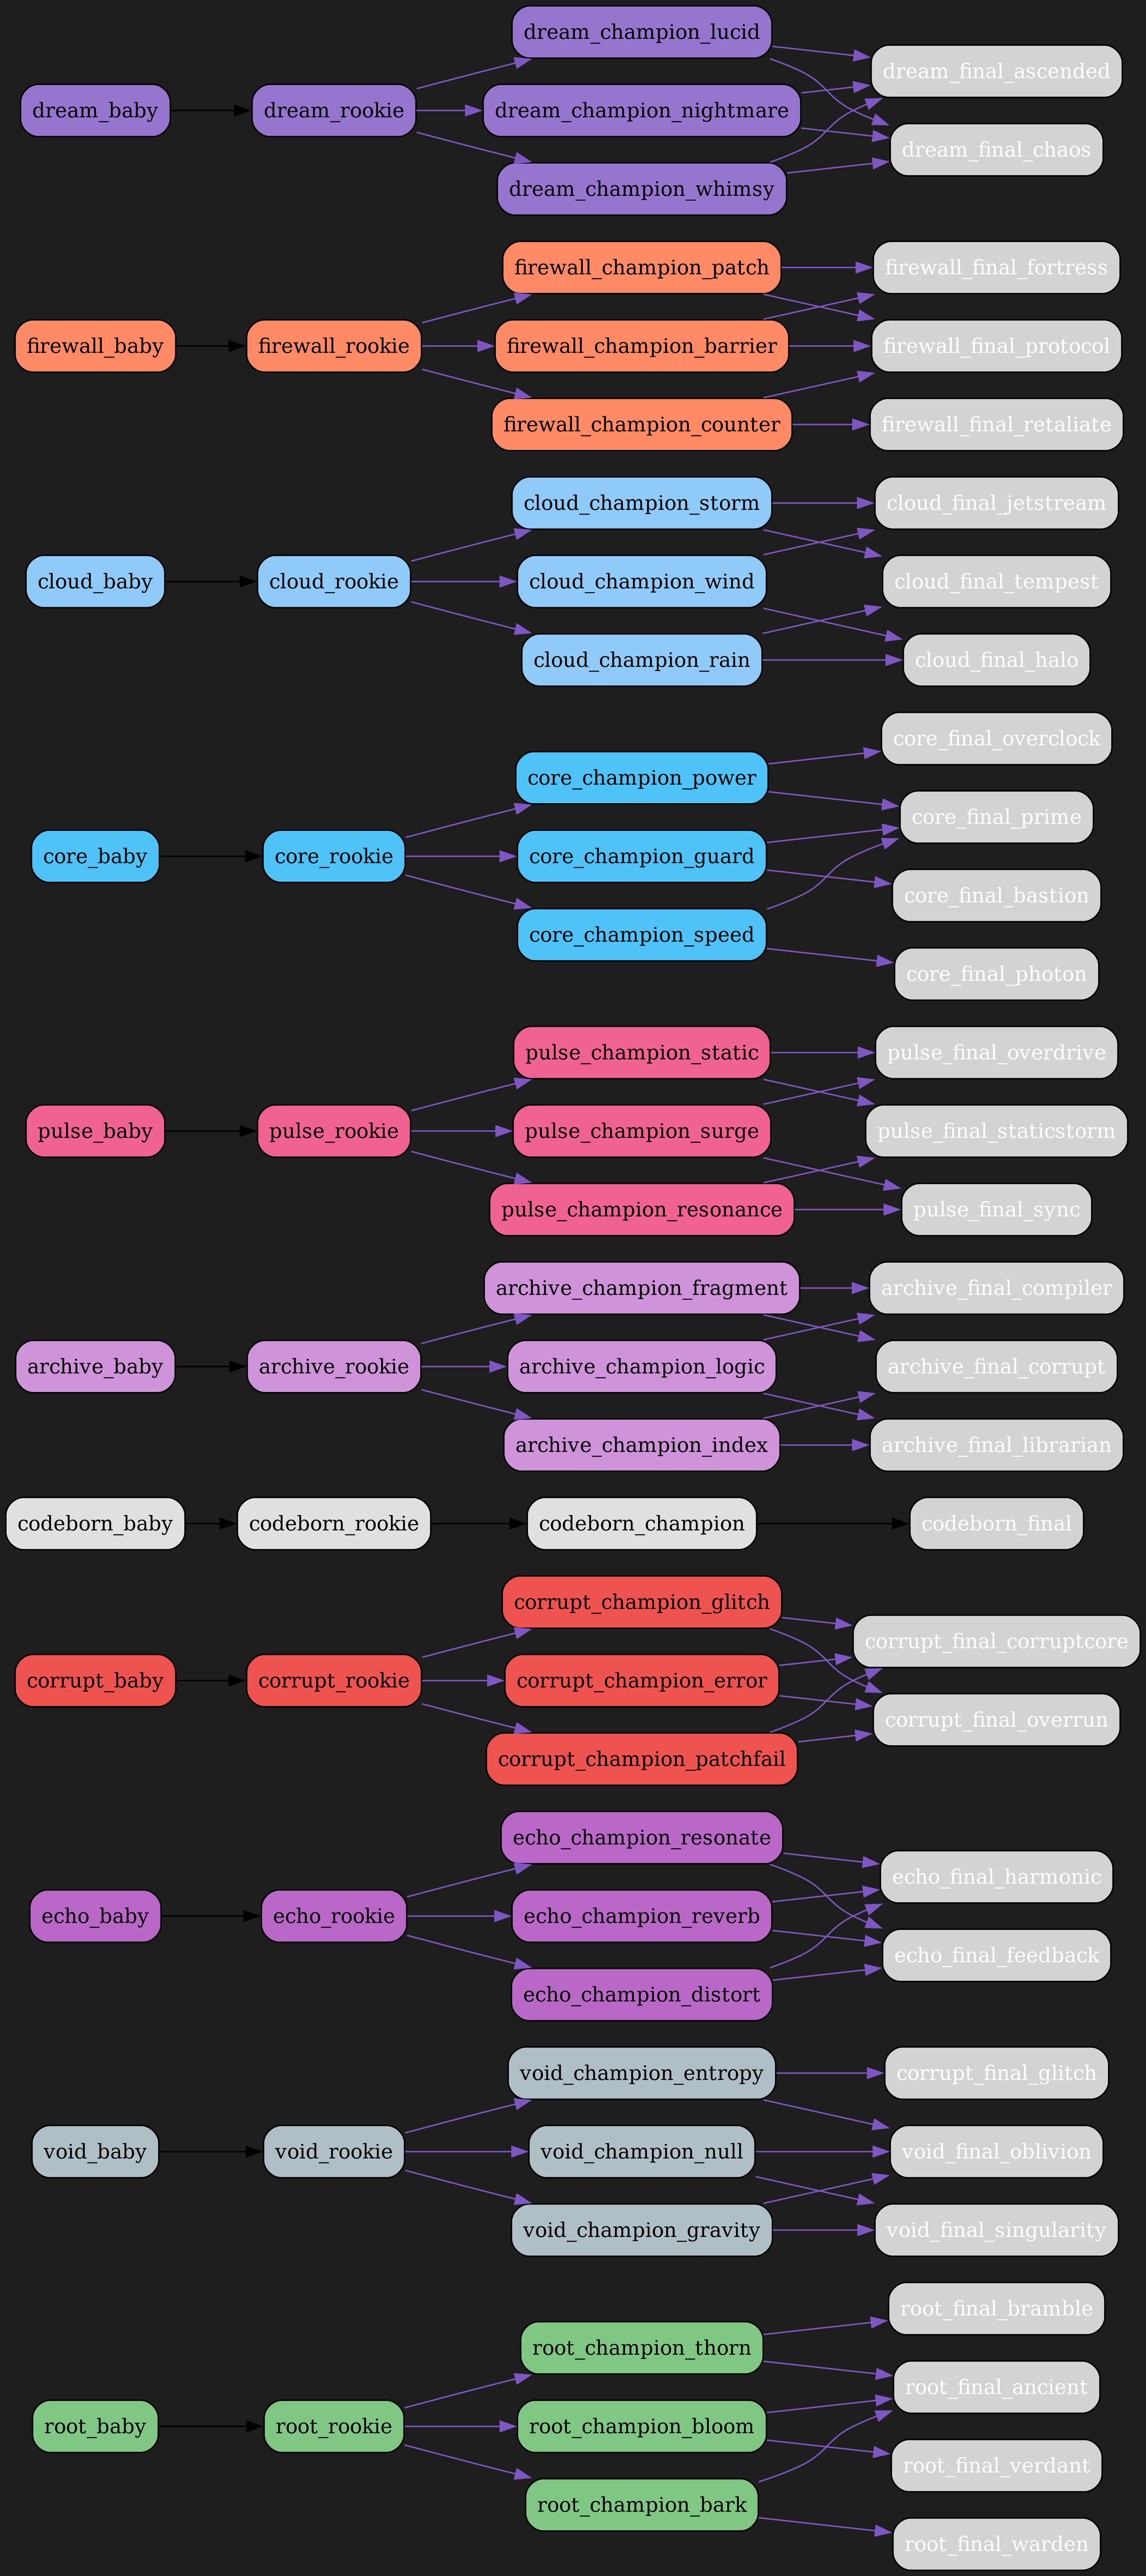 dream_baby
dream_rookie
dream_champion_lucid
dream_champion_nightmare
dream_champion_whimsy
dream_final_ascended
dream_final_chaos
firewall_baby
firewall_rookie
firewall_champion_patch
firewall_champion_barrier
firewall_champion_counter
firewall_final_fortress
firewall_final_protocol
firewall_final_retaliate
cloud_baby
cloud_rookie
cloud_champion_storm
cloud_champion_wind
cloud_champion_rain
cloud_final_jetstream
cloud_final_tempest
cloud_final_halo
core_baby
core_rookie
core_champion_power
core_champion_guard
core_champion_speed
core_final_overclock
core_final_prime
core_final_bastion
core_final_photon
pulse_baby
pulse_rookie
pulse_champion_static
pulse_champion_surge
pulse_champion_resonance
pulse_final_overdrive
pulse_final_staticstorm
pulse_final_sync
archive_baby
archive_rookie
archive_champion_fragment
archive_champion_logic
archive_champion_index
archive_final_compiler
archive_final_corrupt
archive_final_librarian
codeborn_baby
codeborn_rookie
codeborn_champion
codeborn_final
corrupt_baby
corrupt_rookie
corrupt_champion_glitch
corrupt_champion_error
corrupt_champion_patchfail
corrupt_final_corruptcore
corrupt_final_overrun
echo_baby
echo_rookie
echo_champion_resonate
echo_champion_reverb
echo_champion_distort
echo_final_harmonic
echo_final_feedback
void_baby
void_rookie
void_champion_entropy
void_champion_null
void_champion_gravity
corrupt_final_glitch
void_final_oblivion
void_final_singularity
root_baby
root_rookie
root_champion_thorn
root_champion_bloom
root_champion_bark
root_final_bramble
root_final_ancient
root_final_verdant
root_final_warden